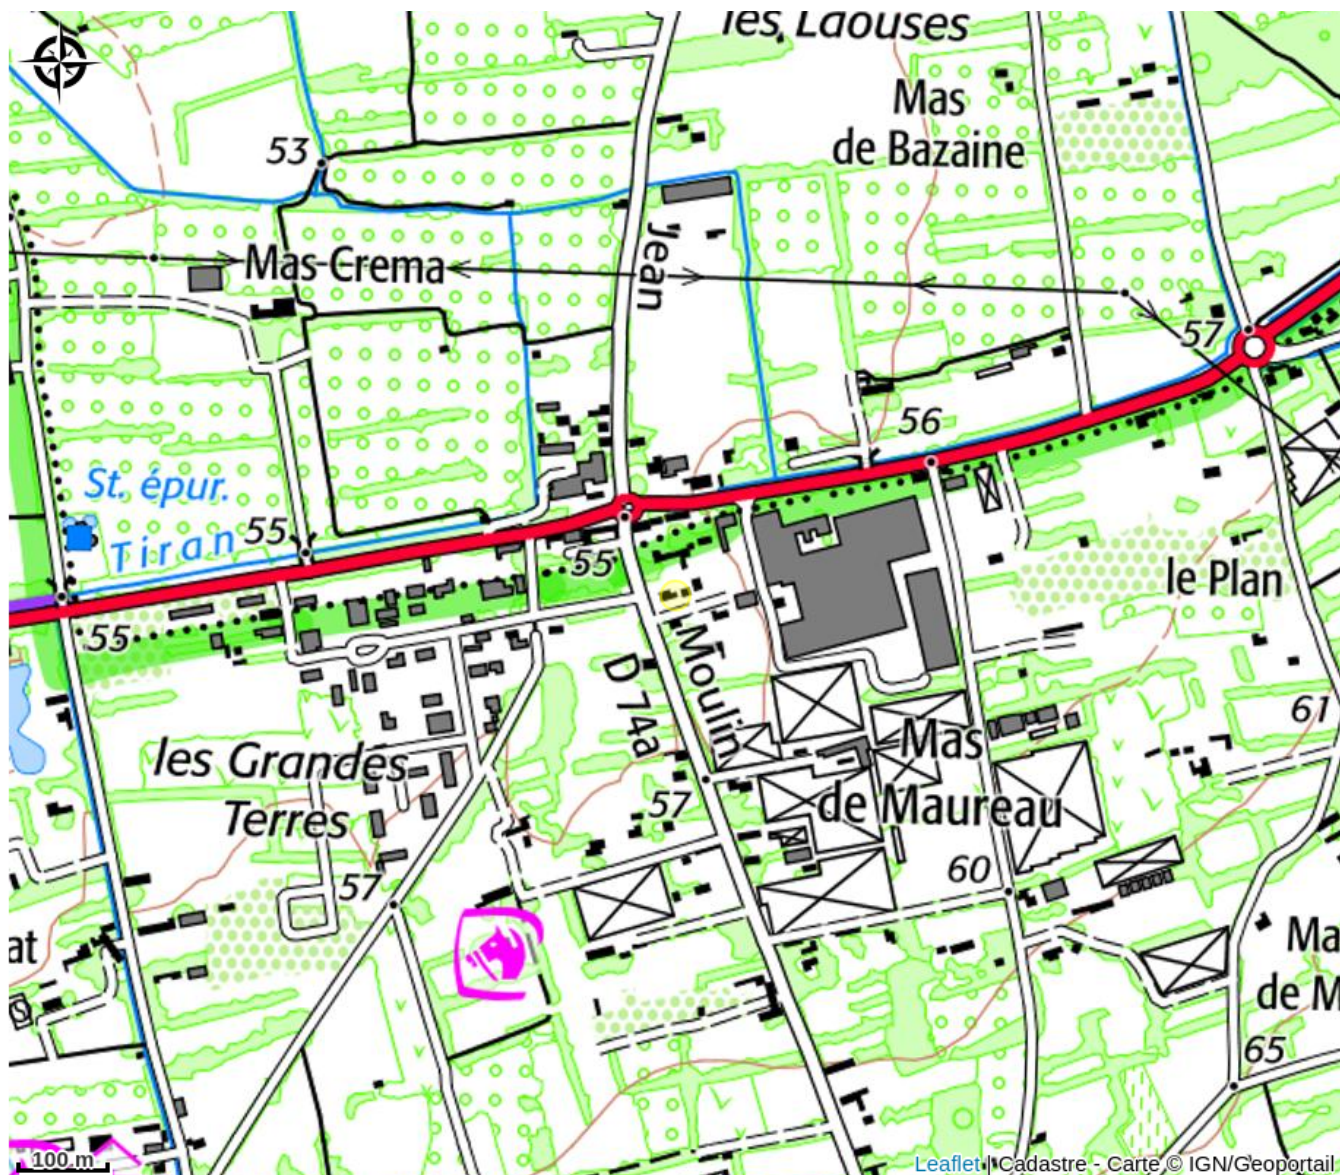 les Laouses
Mas
de Bazaine
53
Mas-Crema
Jean
57
56
St. épur.
Tiran
55
55
le Plan
55
Moulin
D 74a
61
les Grandes
Terres
Mas
de Maureau
57
60
57
at
Ma
de M
65
100 m
Leaflet | Cadastre - Carte © IGN/Geoportail